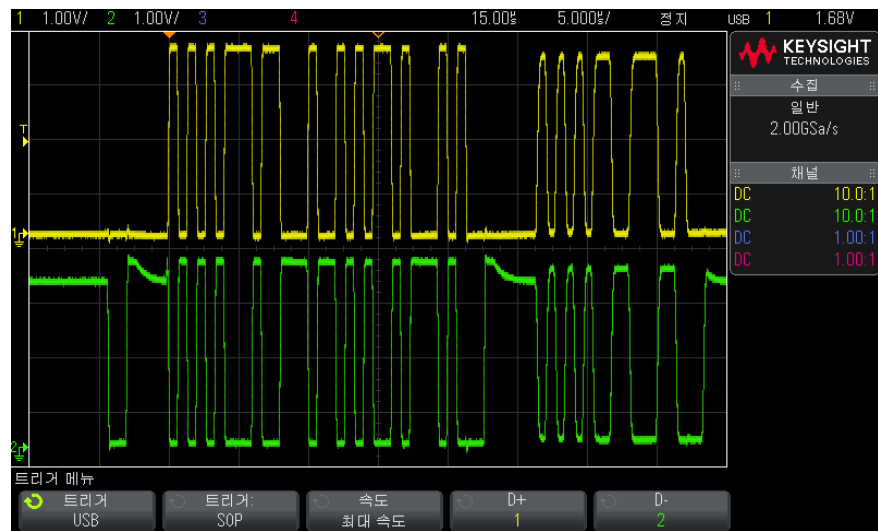 1 1.00V/ 2 1.00V/ 3 4 15.00㎲ 5.000㎲/ 정지 USB 1 1.68V
KEYSIGHT
TECHNOLOGIES
수집
일반
2.00GSa/s
채널
DC 10.0:1
DC 10.0:1
DC 1.00:1
DC 1.00:1
T
1
2
트리거 메뉴
트리거 트리거: 속도 D+ D-
USB SOP 최대 속도 1 2